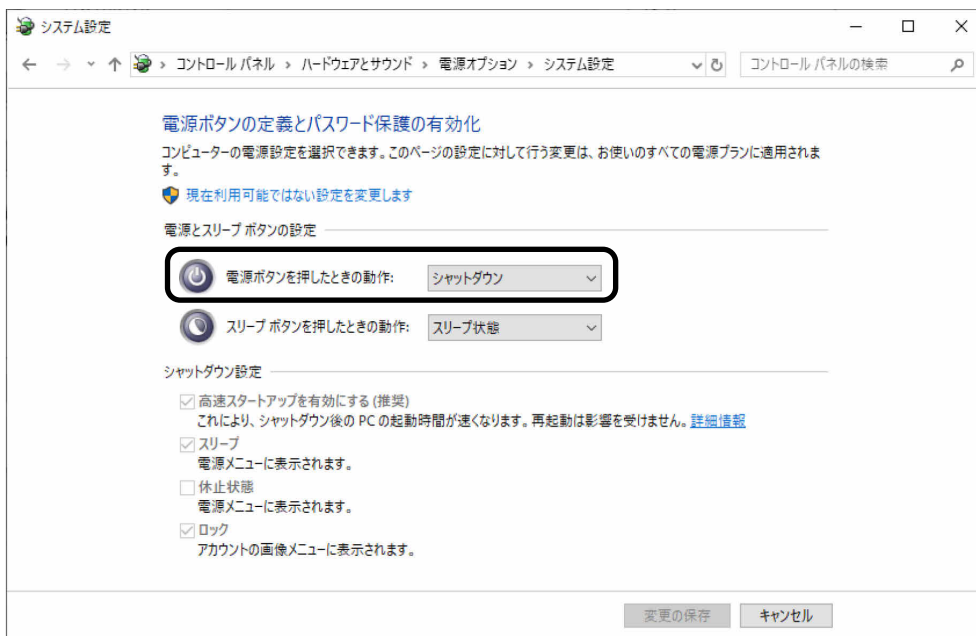 システム設定
コントロール パネル › ハードウェアとサウンド › 電源オプション › システム設定
コントロール パネルの検索
電源ボタンの定義とパスワード保護の有効化
コンピューターの電源設定を選択できます。このページの設定に対して行う変更は、お使いのすべての電源プランに適用されま
す。
現在利用可能ではない設定を変更します
電源とスリープ ボタンの設定
電源ボタンを押したときの動作: シャットダウン
スリープ ボタンを押したときの動作: スリープ状態
シャットダウン設定
高速スタートアップを有効にする (推奨)
これにより、シャットダウン後の PC の起動時間が速くなります。再起動は影響を受けません。詳細情報
スリープ
電源メニューに表示されます。
休止状態
電源メニューに表示されます。
ロック
アカウントの画像メニューに表示されます。
変更の保存 キャンセル